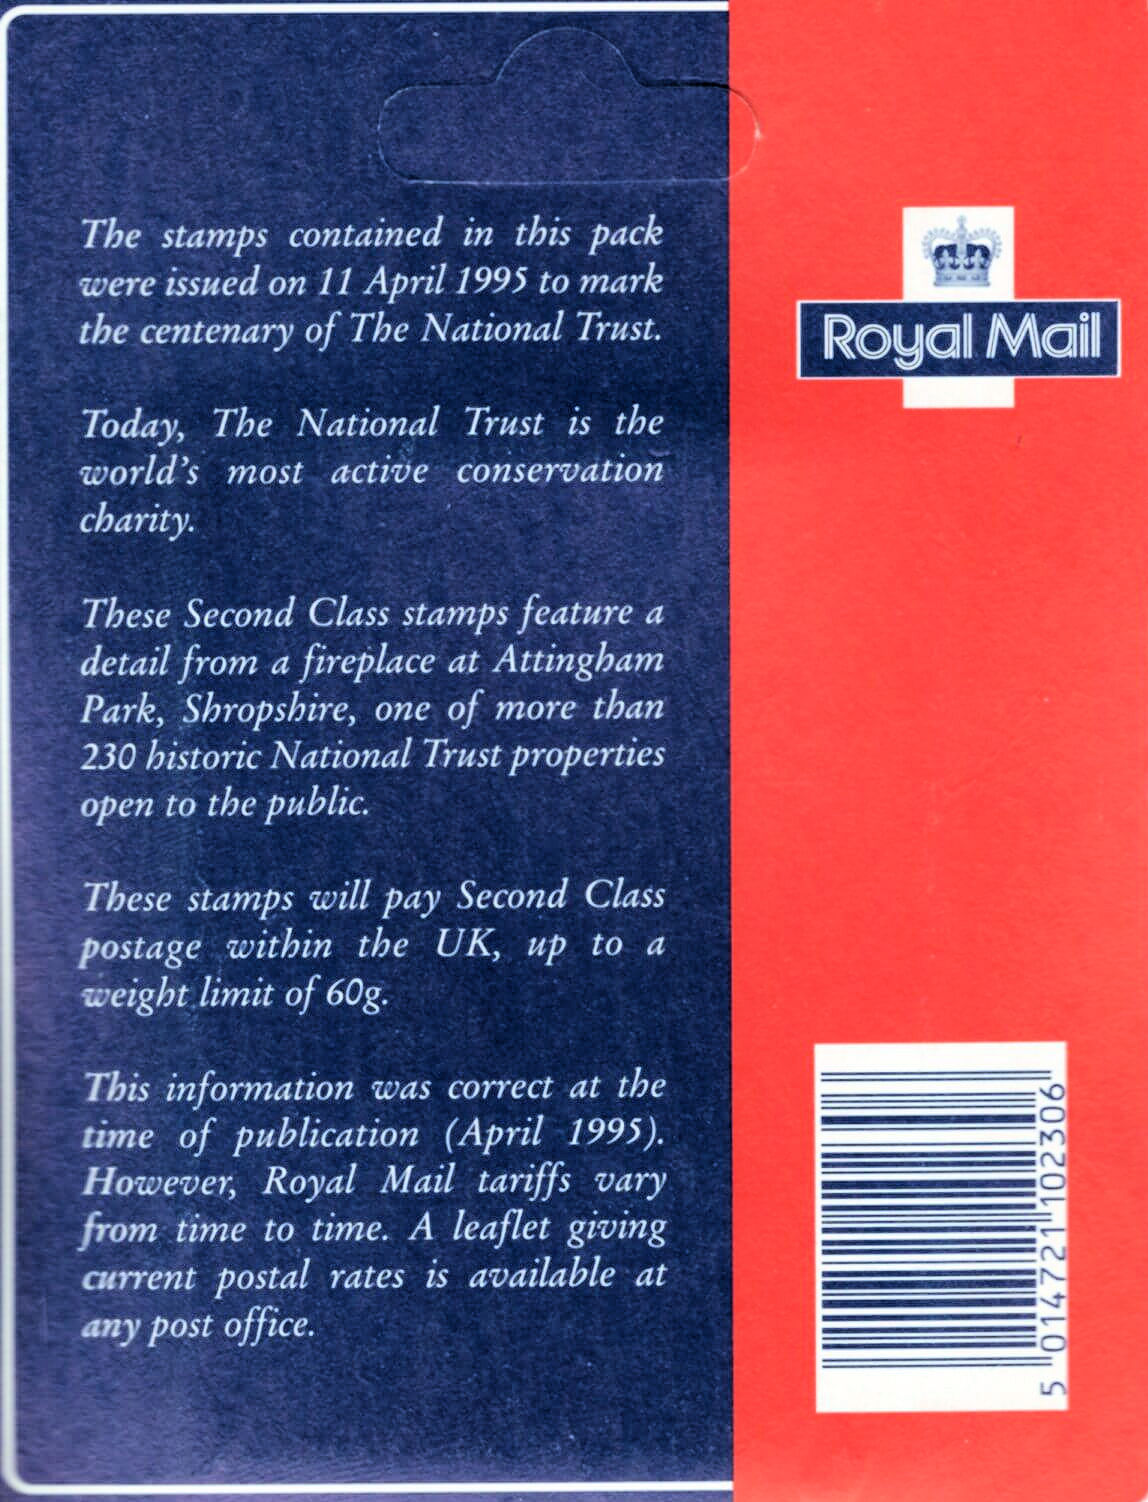 The stamps contained in this pack
were issued on 11 April 1995 to mark
the centenary of The National Trust.
Today, The National Trust is the
world's most active conservation
charity.
These Second Class stamps feature a
detail from a fireplace at Attingham
Park, Shropshire, one of more than
230 historic National Trust properties
open to the public.
These stamps will pay Second Class
postage within the UK, up to a
weight limit of 60g.
This information was correct at the
time of publication (April 1995).
However, Royal Mail tariffs vary
from time to time. A leaflet giving
current postal rates is available at
any post office.
Royal Mail
5 014721 102306